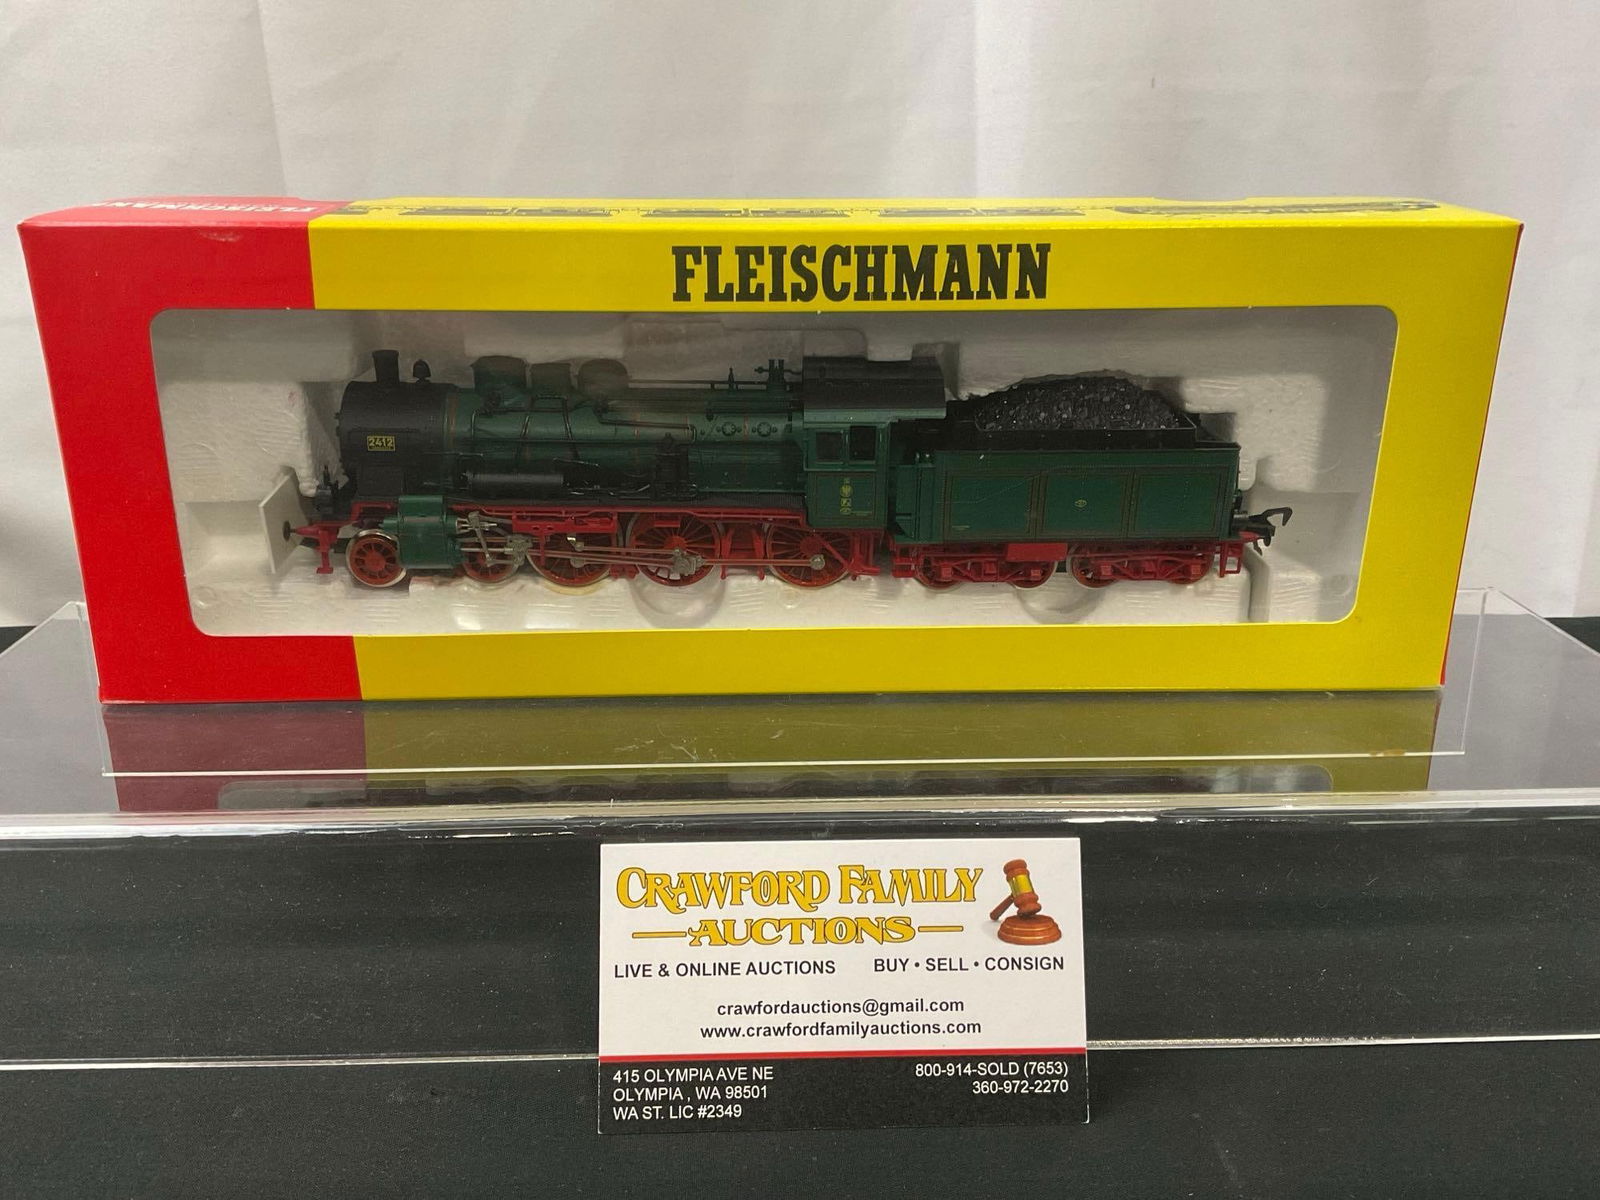 FLEISCHMANN
FLEISCHMANN
2412
CRAWFORD FAMILY
AUCTIONS
LIVE & ONLINE AUCTIONS BUY • SELL • CONSIGN
crawfordauctions@gmail.com
www.crawfordfamilyauctions.com
415 OLYMPIA AVE NE
OLYMPIA , WA 98501
WA ST. LIC #2349
800-914-SOLD (7653)
360-972-2270